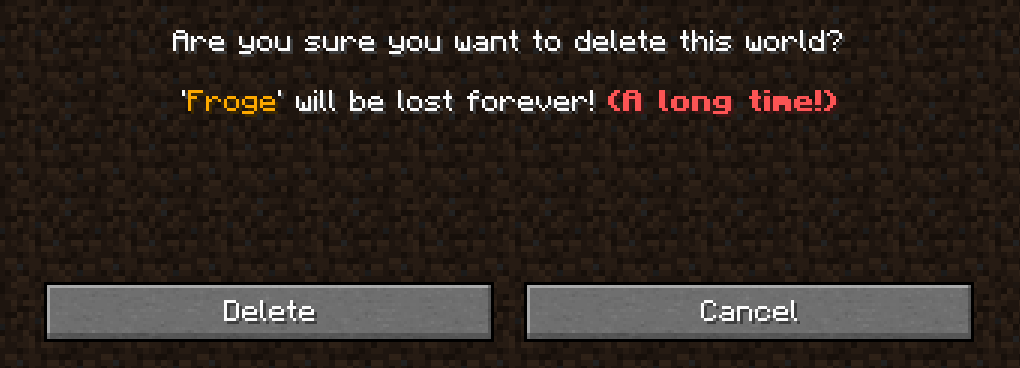 Are you sure you want to delete this world?
'Froge' will be lost forever! (A long time!)
Delete
Cancel